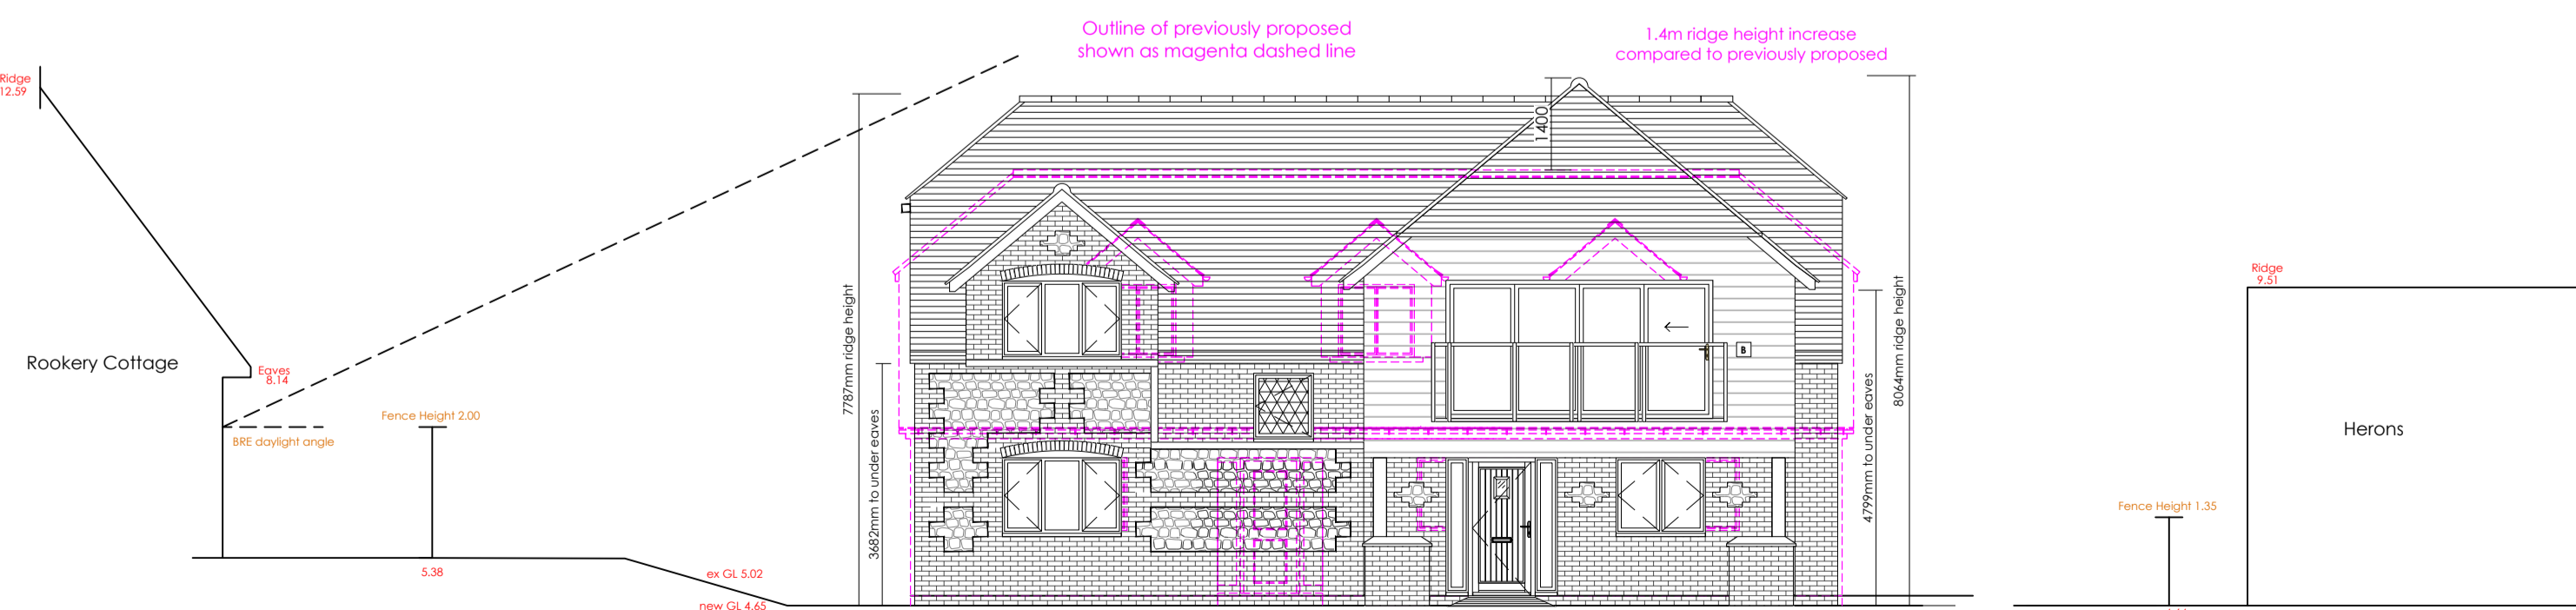 Outline of previously proposed
shown as magenta dashed line
1.4m ridge height increase
compared to previously proposed
Ridge
12.59
1400
Rookery Cottage
Eaves
8.14
Fence Height 2.00
BRE daylight angle
7787mm ridge height
3682mm to under eaves
B
8064mm ridge height
4799mm to under eaves
Ridge
9.51
Herons
Fence Height 1.35
5.38
ex GL 5.02
new GL 4.65